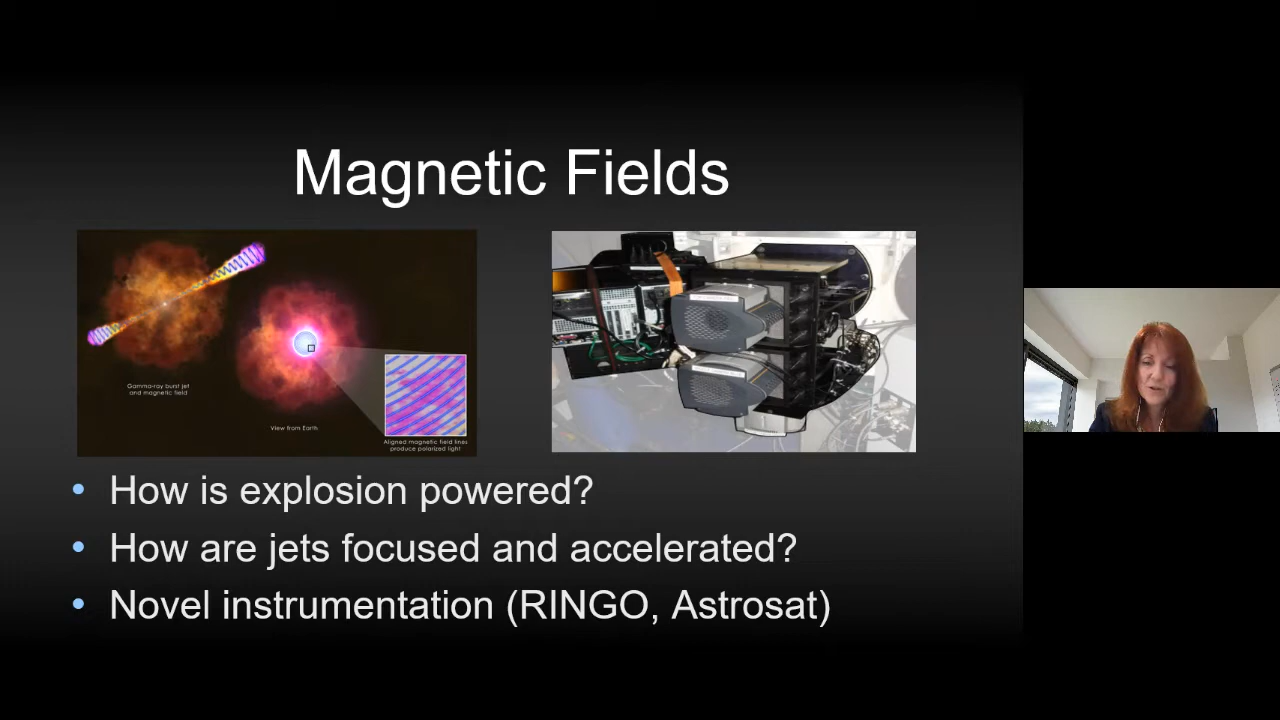 Magnetic Fields
Gamma-ray burst jet
and magnetic field
View from Earth
Aligned magnetic field lines
produce polarized light
• How is explosion powered?
• How are jets focused and accelerated?
• Novel instrumentation (RINGO, Astrosat)